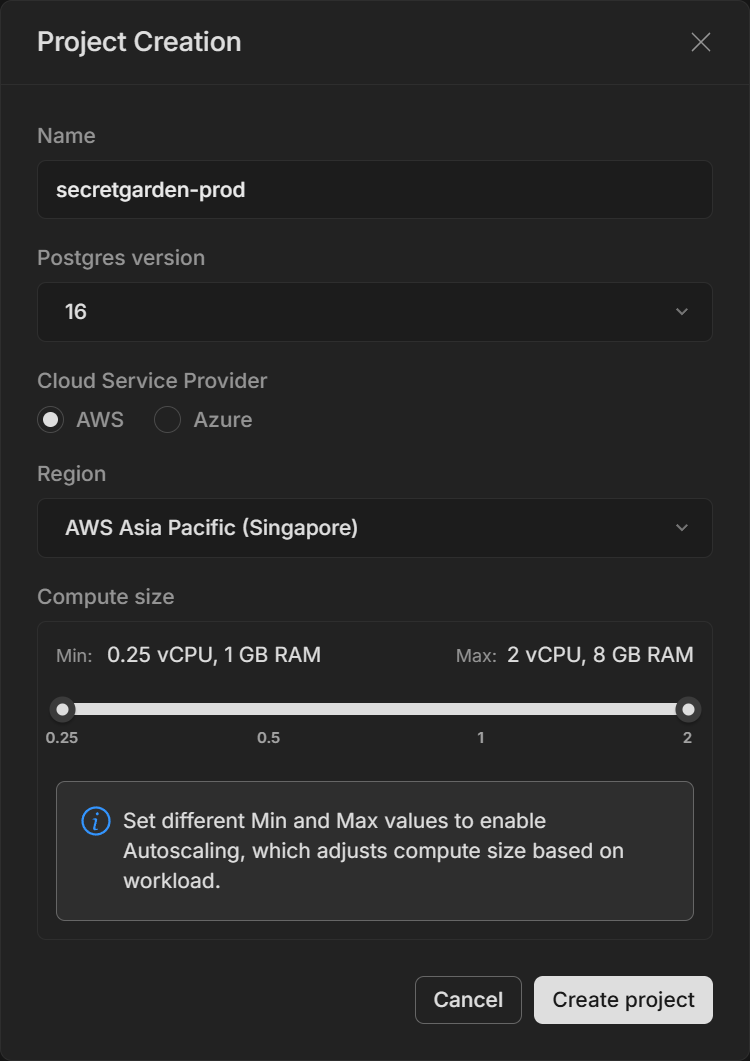 Project Creation
Name
secretgarden-prod
Postgres version
16
Cloud Service Provider
AWS Azure
Region
AWS Asia Pacific (Singapore)
Compute size
Min: 0.25 vCPU, 1 GB RAM Max: 2 vCPU, 8 GB RAM
0.25 0.5 1 2
Set different Min and Max values to enable
Autoscaling, which adjusts compute size based on
workload.
Cancel Create project